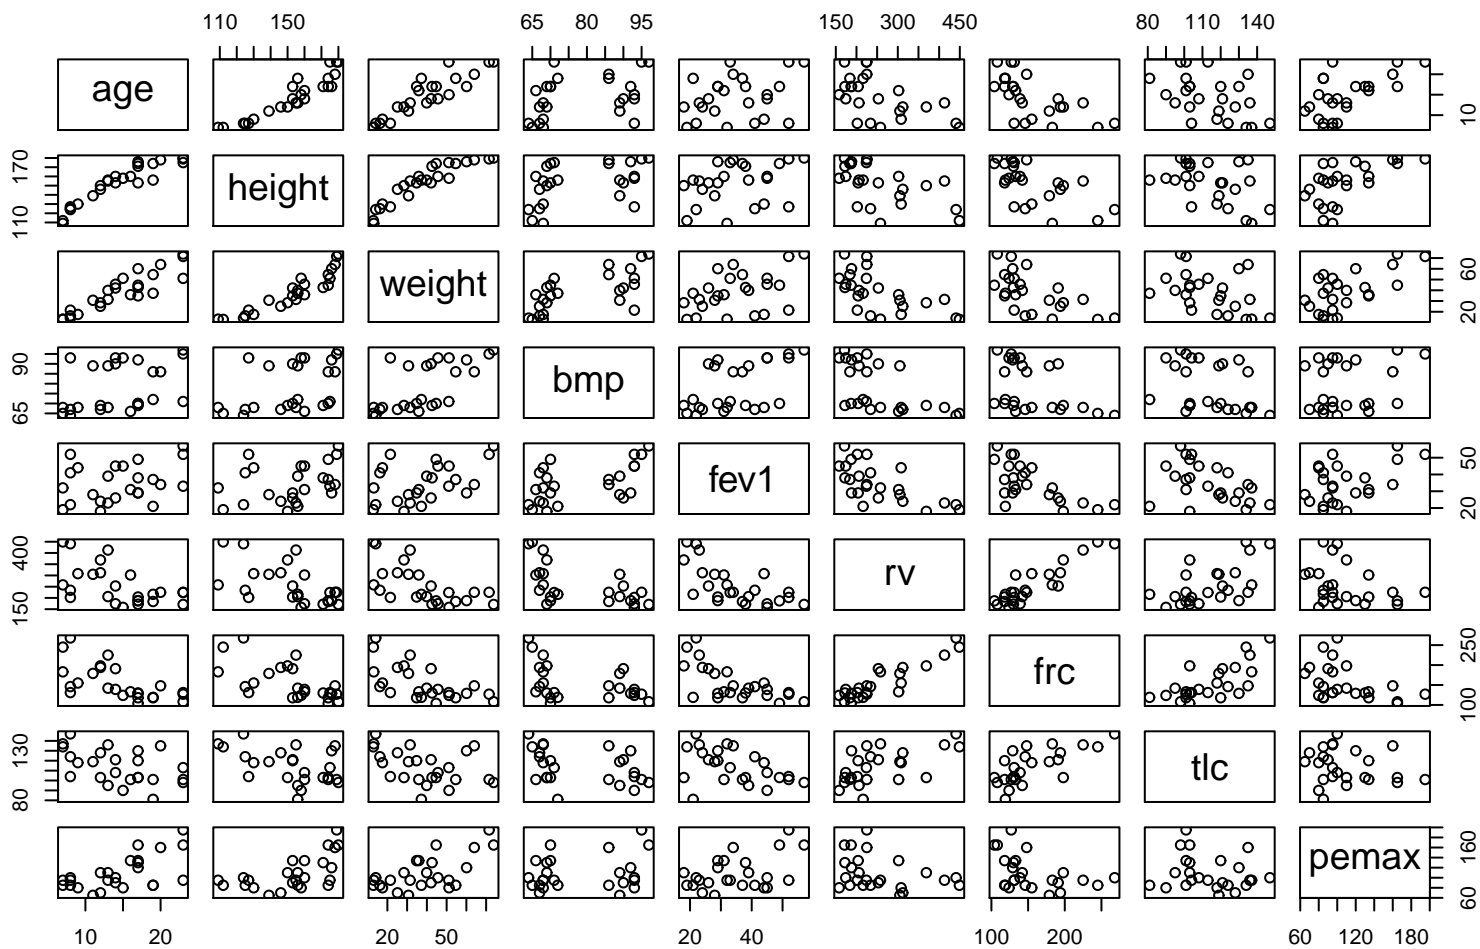 110 150 65 80 95 150 300 450 80 110 140
age 10
170 110 height
weight 60 20
90 65 bmp
fev1 50 20
400 150 rv
frc 250 100
130 80 tlc
pemax 160 60
10 20 20 50 20 40 100 200 60 120 180